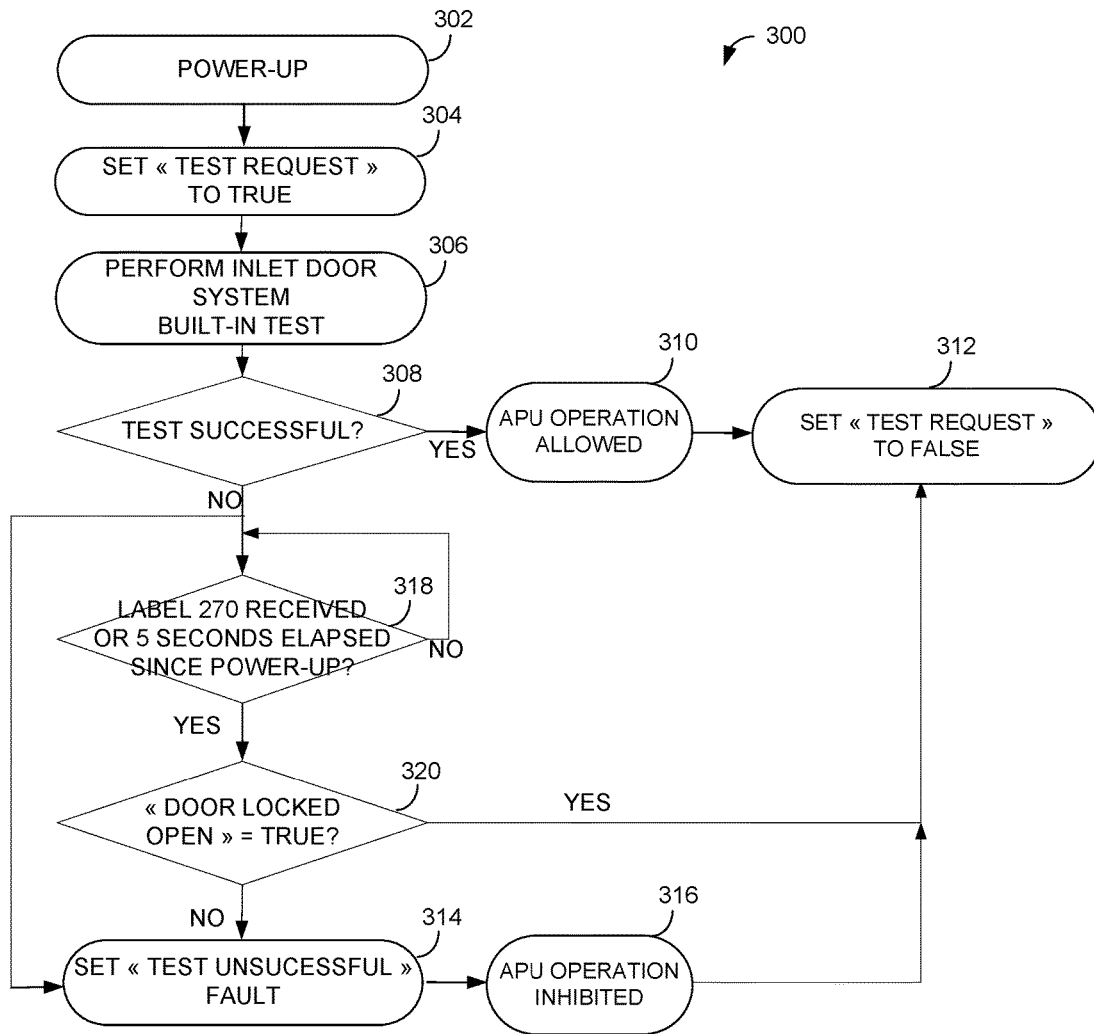 302
300
POWER-UP
304
SET « TEST REQUEST »
TO TRUE
306
PERFORM INLET DOOR
SYSTEM
BUILT-IN TEST
308
TEST SUCCESSFUL?
YES
310
APU OPERATION
ALLOWED
312
SET « TEST REQUEST »
TO FALSE
NO
318
LABEL 270 RECEIVED
OR 5 SECONDS ELAPSED
SINCE POWER-UP?
NO
YES
320
« DOOR LOCKED
OPEN » = TRUE?
YES
NO
314
SET « TEST UNSUCESSFUL »
FAULT
316
APU OPERATION
INHIBITED